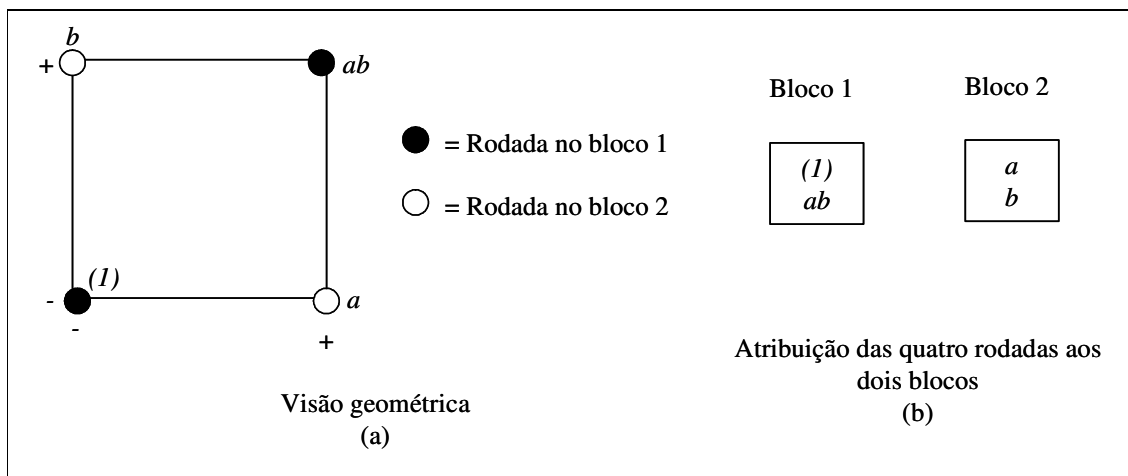 b
+
ab
= Rodada no bloco 1
= Rodada no bloco 2
(1)
-
a
-
+
Visão geométrica
(a)
Bloco 1
Bloco 2
(1)
ab
a
b
Atribuição das quatro rodadas aos
dois blocos
(b)